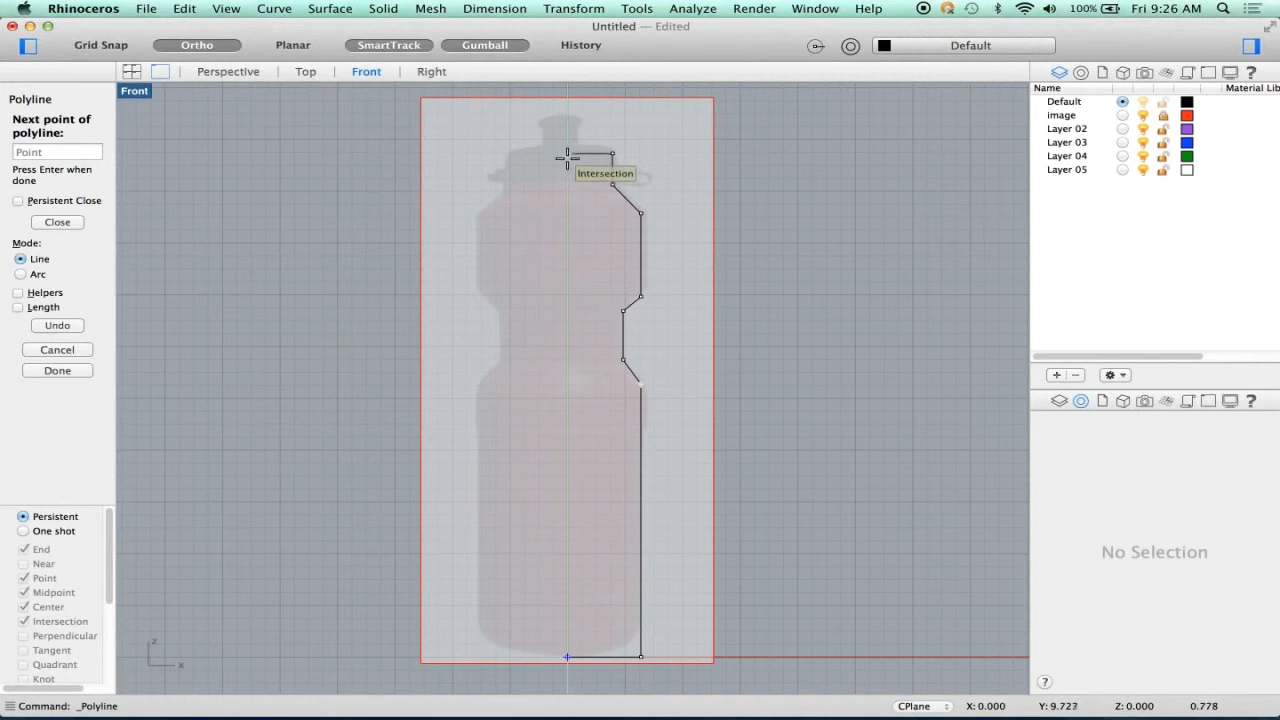 Rhinoceros File Edit View Curve Surface Solid Mesh Dimension Transform Tools Analyze Render Window Help 100% Fri 9:26 AM
Untitled — Edited
Grid Snap Ortho Planar SmartTrack Gumball History Default
Perspective Top Front Right
Front
Polyline
Next point of
polyline:
Point
Press Enter when
done
Persistent Close
Close
Mode:
Line
Arc
Helpers
Length
Undo
Cancel
Done
Persistent
One shot
End
Near
Point
Midpoint
Center
Intersection
Perpendicular
Tangent
Quadrant
Knot
Intersection
z
x
Name Material Lib
Default
image
Layer 02
Layer 03
Layer 04
Layer 05
No Selection
Command: _Polyline
CPlane X: 0.000 Y: 9.727 Z: 0.000 0.778